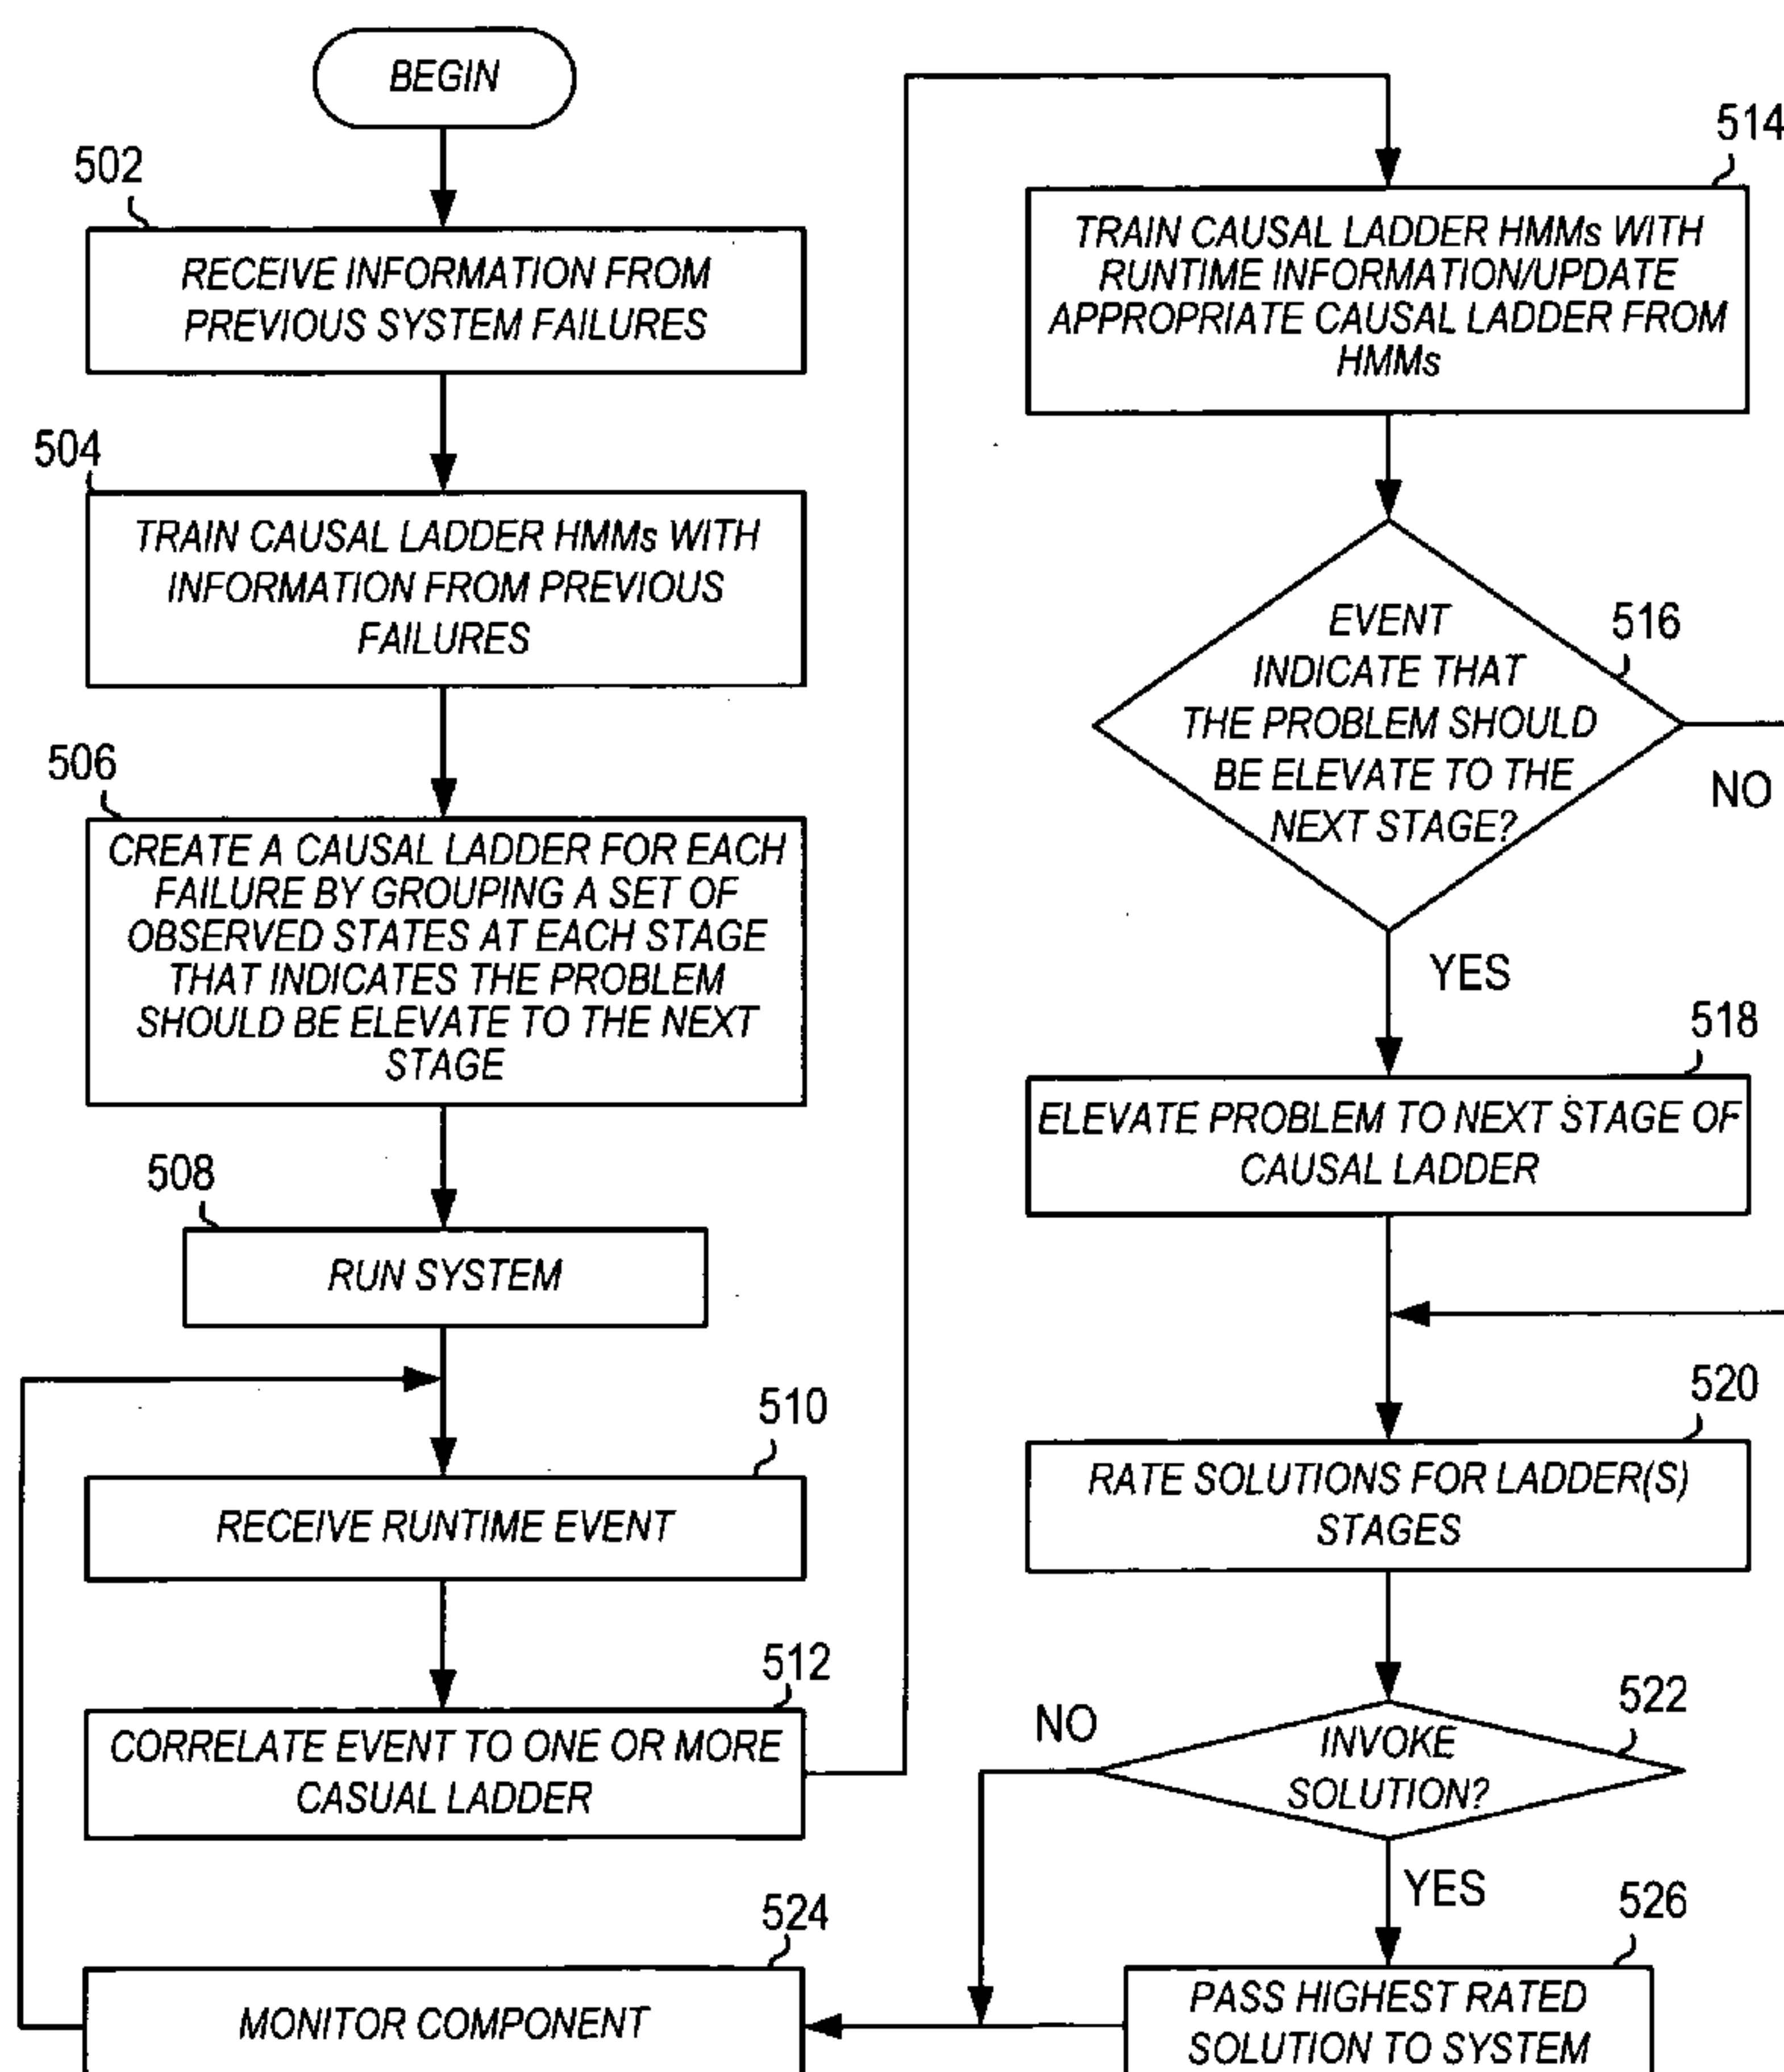 BEGIN
502
RECEIVE INFORMATION FROM
PREVIOUS SYSTEM FAILURES
504
TRAIN CAUSAL LADDER HMMs WITH
INFORMATION FROM PREVIOUS
FAILURES
506
CREATE A CAUSAL LADDER FOR EACH
FAILURE BY GROUPING A SET OF
OBSERVED STATES AT EACH STAGE
THAT INDICATES THE PROBLEM
SHOULD BE ELEVATE TO THE NEXT
STAGE
508
RUN SYSTEM
510
RECEIVE RUNTIME EVENT
512
CORRELATE EVENT TO ONE OR MORE
CASUAL LADDER
514
TRAIN CAUSAL LADDER HMMs WITH
RUNTIME INFORMATION/UPDATE
APPROPRIATE CAUSAL LADDER FROM
HMMs
516
EVENT
INDICATE THAT
THE PROBLEM SHOULD
BE ELEVATE TO THE
NEXT STAGE?
NO
YES
518
ELEVATE PROBLEM TO NEXT STAGE OF
CAUSAL LADDER
520
RATE SOLUTIONS FOR LADDER(S)
STAGES
522
INVOKE
SOLUTION?
NO
YES
524
MONITOR COMPONENT
526
PASS HIGHEST RATED
SOLUTION TO SYSTEM